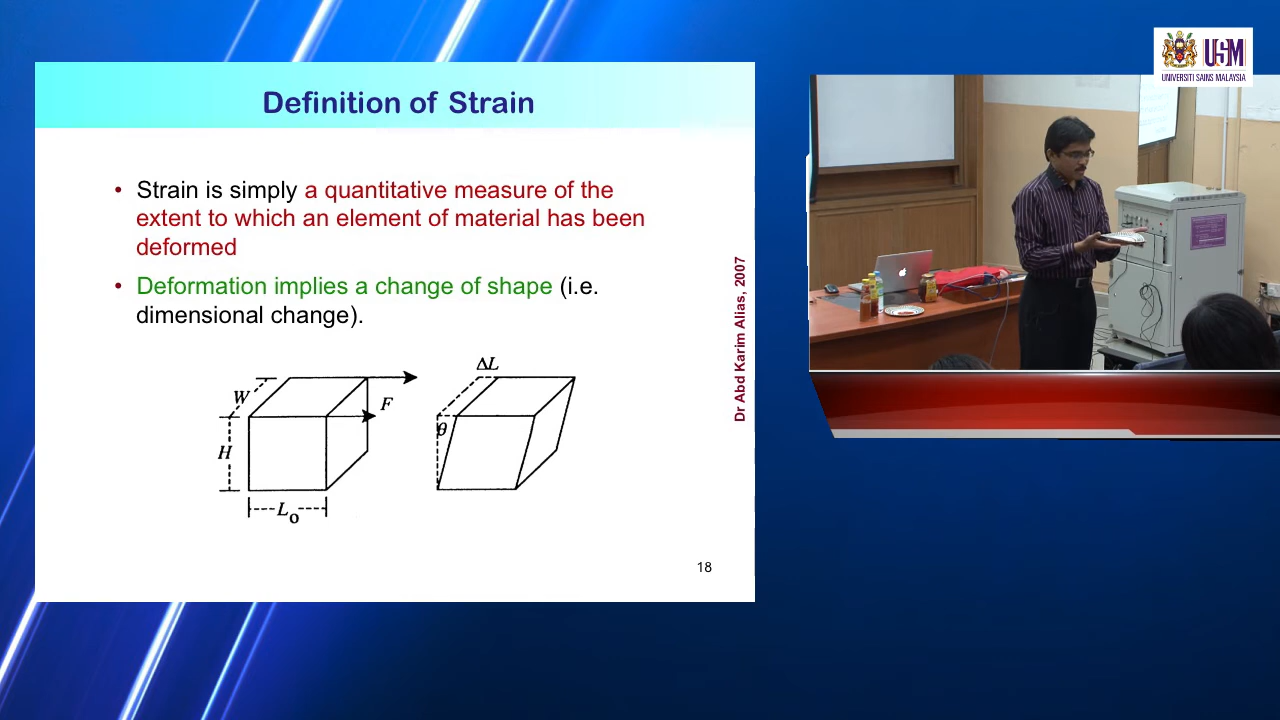 Definition of Strain
• Strain is simply a quantitative measure of the
extent to which an element of material has been
deformed
• Deformation implies a change of shape (i.e.
dimensional change).
W
H
Lo
F
ΔL
θ
Dr Abd Karim Alias, 2007
18
USM
UNIVERSITI SAINS MALAYSIA